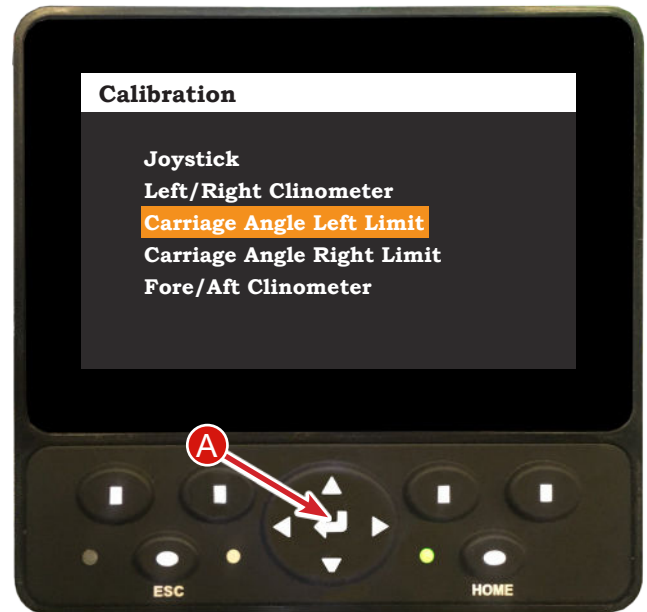 Calibration
Joystick
Left/Right Clinometer
Carriage Angle Left Limit
Carriage Angle Right Limit
Fore/Aft Clinometer
A
ESC
HOME